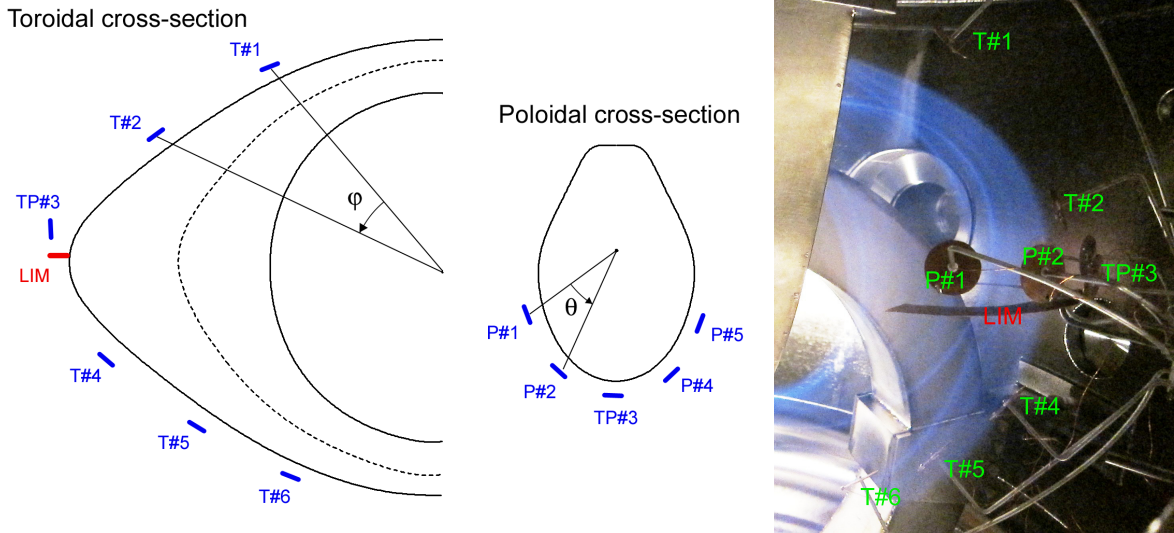 Toroidal cross-section
T#1
T#2
TP#3
LIM
T#4
T#5
T#6
φ
Poloidal cross-section
θ
P#1
P#2
TP#3
P#4
P#5
T#1
T#2
P#2
P#1
TP#3
LIM
T#4
T#5
T#6